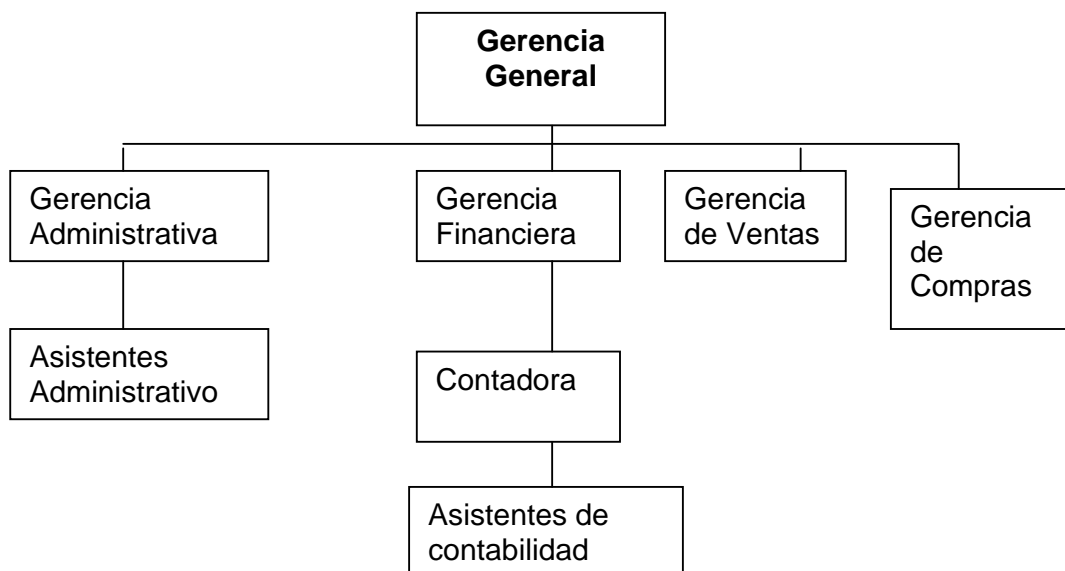 Gerencia
General
Gerencia
Administrativa
Gerencia
Financiera
Gerencia
de Ventas
Gerencia
de
Compras
Asistentes
Administrativo
Contadora
Asistentes de
contabilidad